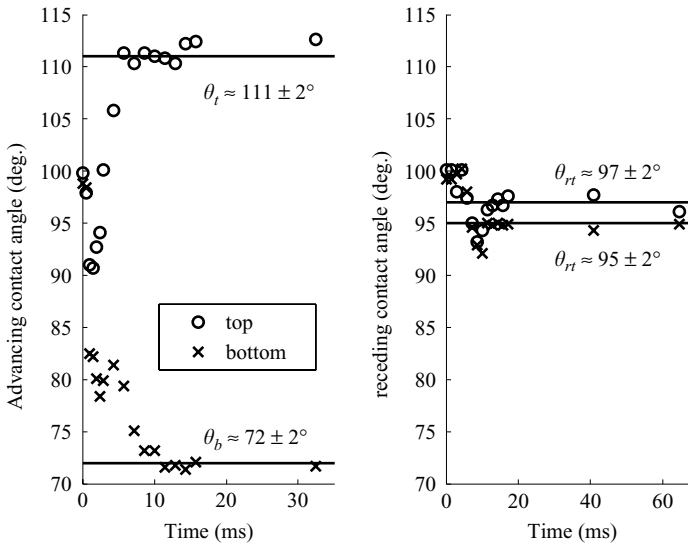 115
110
105
100
95
90
85
80
75
70
0
10
20
30
Time (ms)
Advancing contact angle (deg.)
θt ≈ 111 ± 2°
top
bottom
θb ≈ 72 ± 2°
115
110
105
100
95
90
85
80
75
70
0
20
40
60
Time (ms)
receding contact angle (deg.)
θrt ≈ 97 ± 2°
θrt ≈ 95 ± 2°